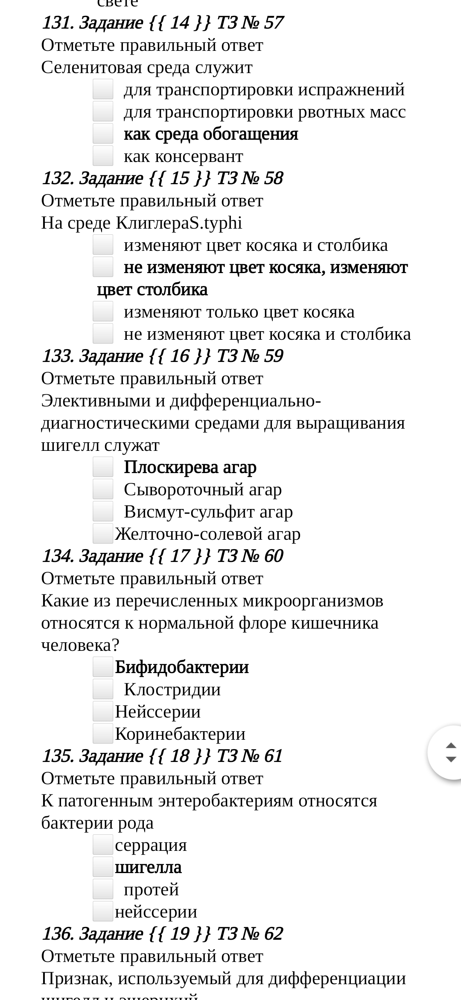 свете
131. Задание {{ 14 }} ТЗ № 57
Отметьте правильный ответ
Селенитовая среда служит
для транспортировки испражнений
для транспортировки рвотных масс
как среда обогащения
как консервант
132. Задание {{ 15 }} ТЗ № 58
Отметьте правильный ответ
На среде КлиглераS.typhi
изменяют цвет косяка и столбика
не изменяют цвет косяка, изменяют
цвет столбика
изменяют только цвет косяка
не изменяют цвет косяка и столбика
133. Задание {{ 16 }} ТЗ № 59
Отметьте правильный ответ
Элективными и дифференциально-
диагностическими средами для выращивания
шигелл служат
Плоскирева агар
Сывороточный агар
Висмут-сульфит агар
Желточно-солевой агар
134. Задание {{ 17 }} ТЗ № 60
Отметьте правильный ответ
Какие из перечисленных микроорганизмов
относятся к нормальной флоре кишечника
человека?
Бифидобактерии
Клостридии
Нейссерии
Коринебактерии
135. Задание {{ 18 }} ТЗ № 61
Отметьте правильный ответ
К патогенным энтеробактериям относятся
бактерии рода
серрация
шигелла
протей
нейссерии
136. Задание {{ 19 }} ТЗ № 62
Отметьте правильный ответ
Признак, используемый для дифференциации
шигелл и эшерихий